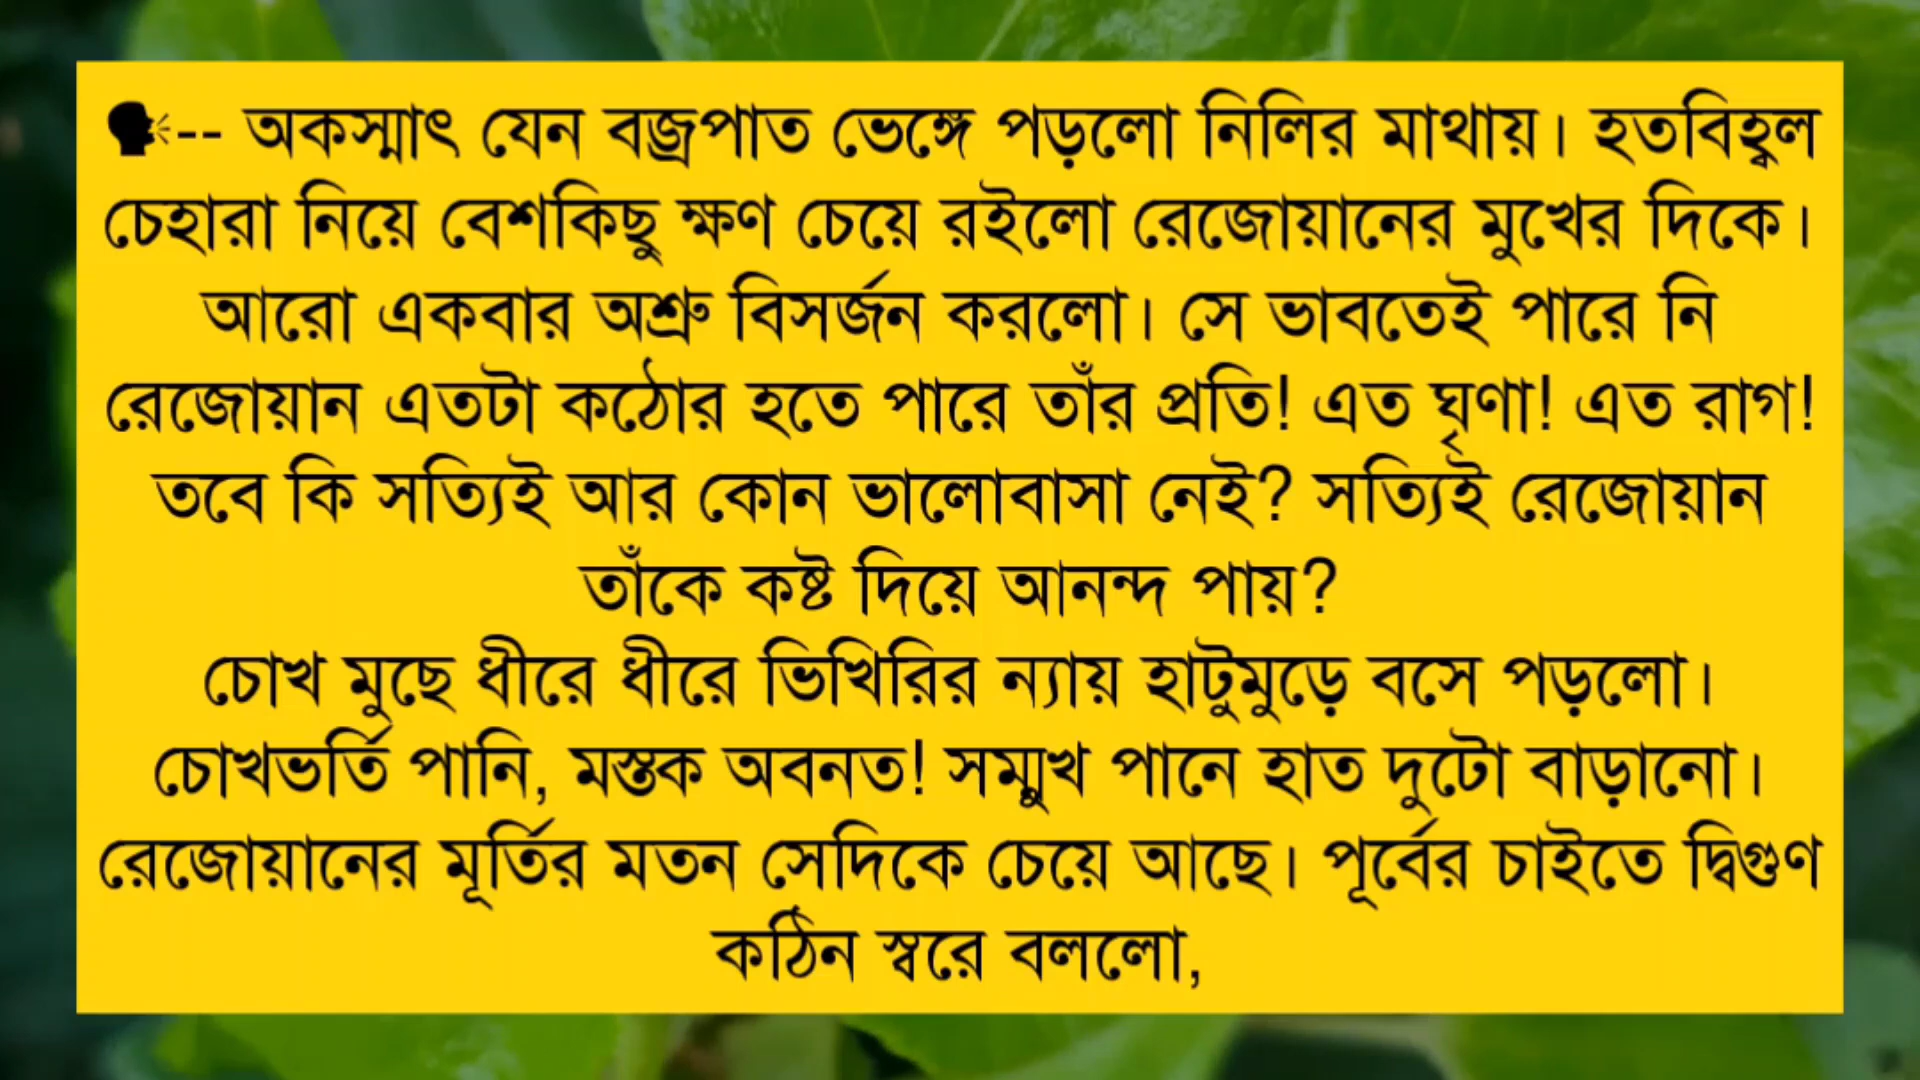 🗣-- অকস্মাৎ যেন বজ্রপাত ভেঙ্গে পড়লো নিলির মাথায়। হতবিহ্বল
চেহারা নিয়ে বেশকিছু ক্ষণ চেয়ে রইলো রেজোয়ানের মুখের দিকে।
আরো একবার অশ্রু বিসর্জন করলো। সে ভাবতেই পারে নি
রেজোয়ান এতটা কঠোর হতে পারে তাঁর প্রতি! এত ঘৃণা! এত রাগ!
তবে কি সত্যিই আর কোন ভালোবাসা নেই? সত্যিই রেজোয়ান
তাঁকে কষ্ট দিয়ে আনন্দ পায়?
চোখ মুছে ধীরে ধীরে ভিখিরির ন্যায় হাটুমুড়ে বসে পড়লো।
চোখভর্তি পানি, মস্তক অবনত! সম্মুখ পানে হাত দুটো বাড়ানো।
রেজোয়ানের মূর্তির মতন সেদিকে চেয়ে আছে। পূর্বের চাইতে দ্বিগুণ
কঠিন স্বরে বললো,